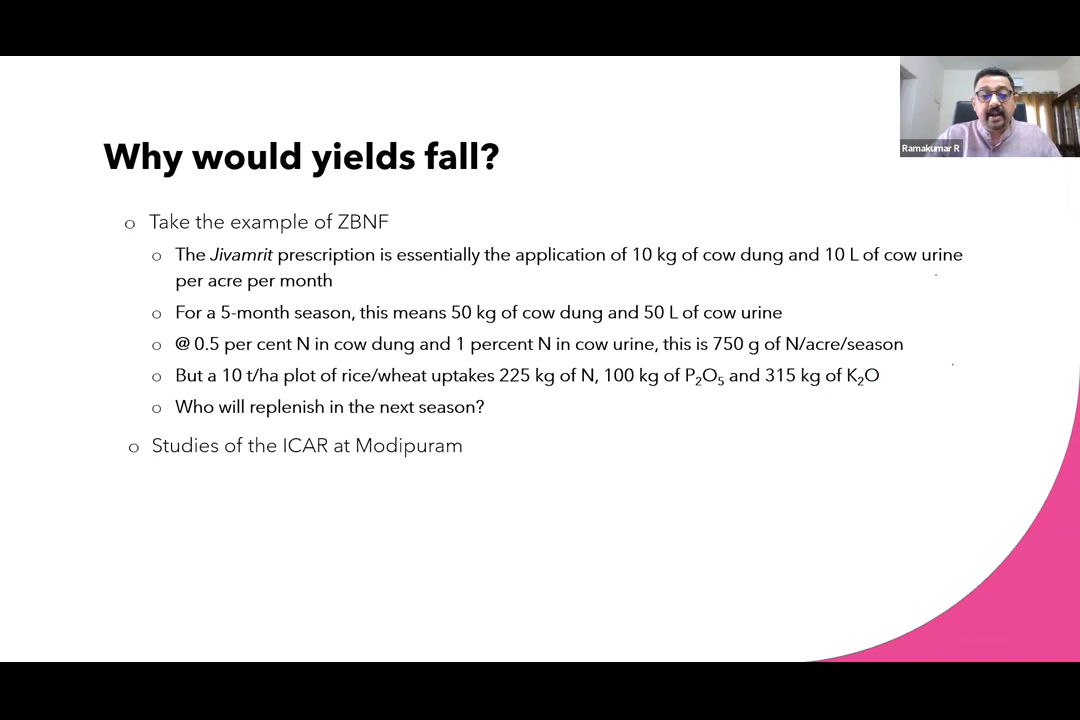 Why would yields fall?
Ramakumar R
o Take the example of ZBNF
o The Jivamrit prescription is essentially the application of 10 kg of cow dung and 10 L of cow urine
per acre per month
o For a 5-month season, this means 50 kg of cow dung and 50 L of cow urine
o @ 0.5 per cent N in cow dung and 1 percent N in cow urine, this is 750 g of N/acre/season
o But a 10 t/ha plot of rice/wheat uptakes 225 kg of N, 100 kg of P₂O₅ and 315 kg of K₂O
o Who will replenish in the next season?
o Studies of the ICAR at Modipuram